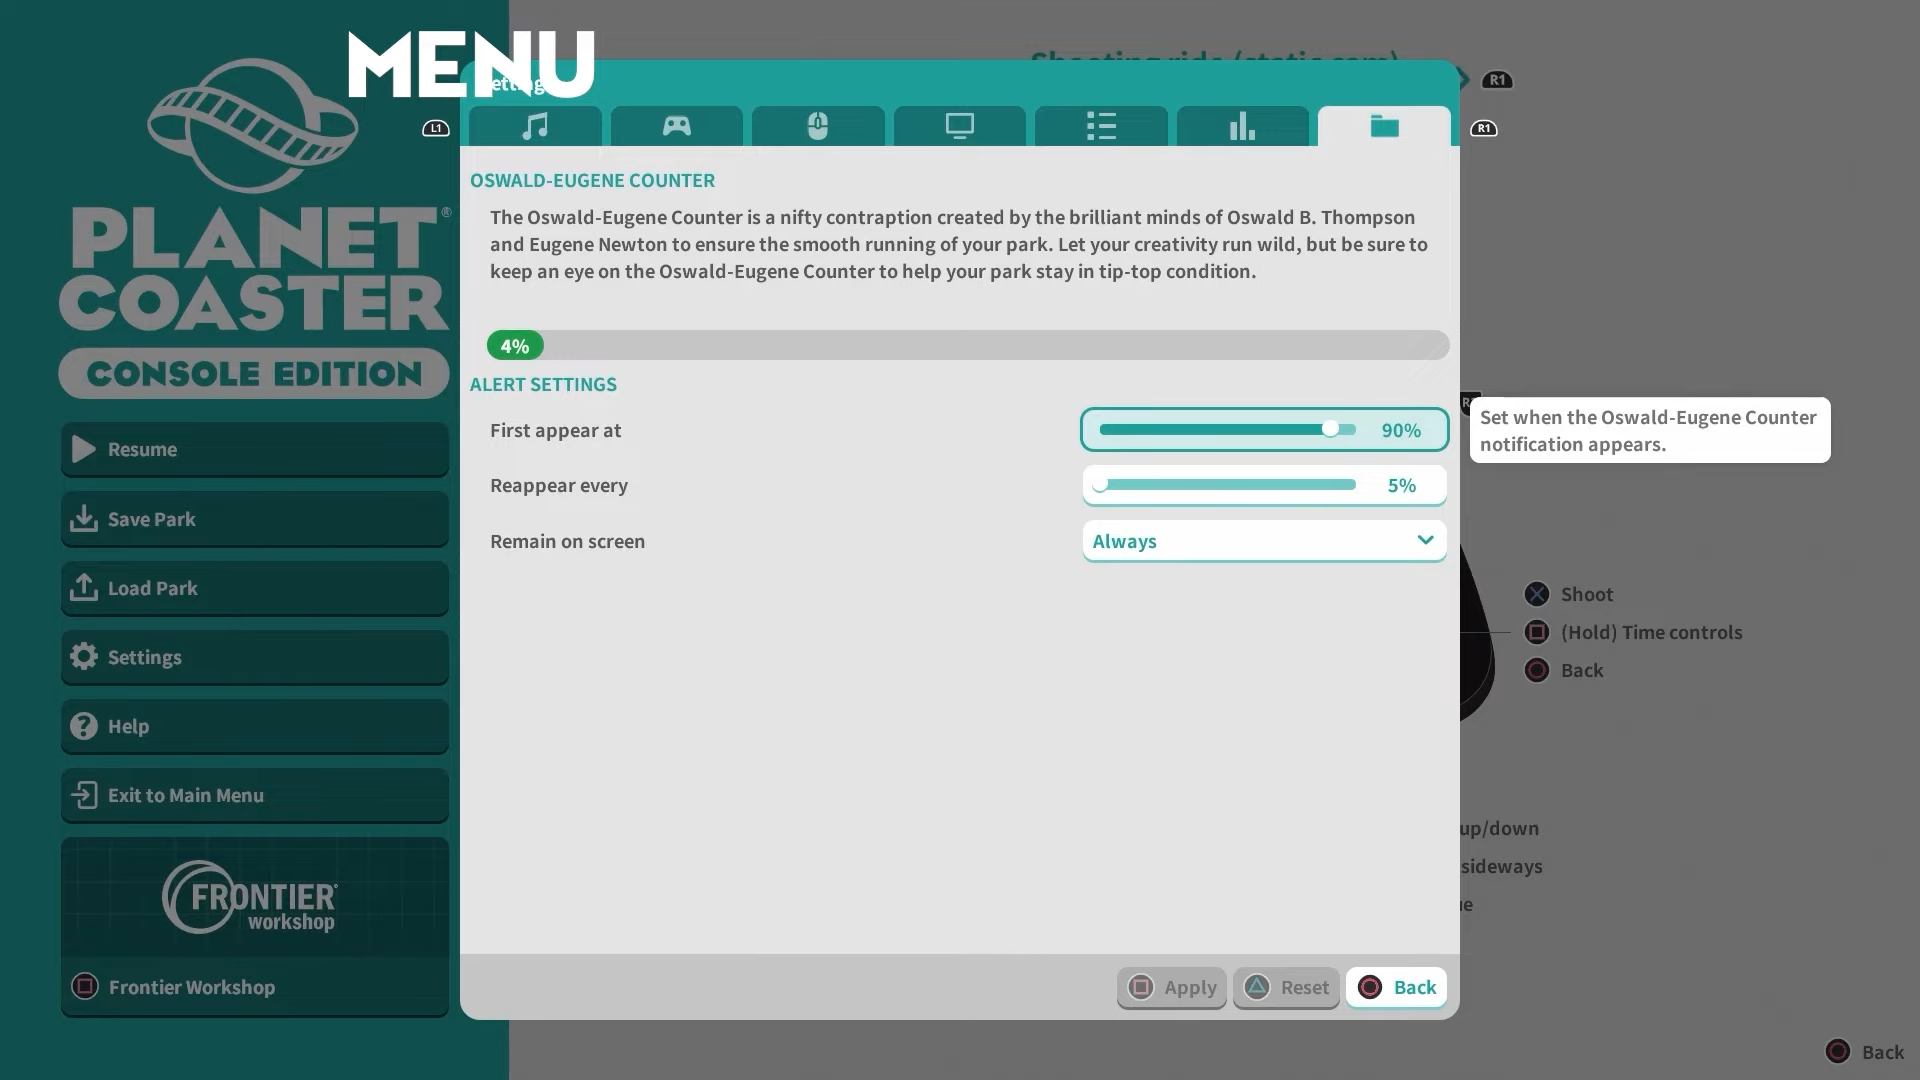 MENU
Shooting ride (static cam)
R1
L1
R1
OSWALD-EUGENE COUNTER
The Oswald-Eugene Counter is a nifty contraption created by the brilliant minds of Oswald B. Thompson
and Eugene Newton to ensure the smooth running of your park. Let your creativity run wild, but be sure to
keep an eye on the Oswald-Eugene Counter to help your park stay in tip-top condition.
4%
ALERT SETTINGS
First appear at
90%
Set when the Oswald-Eugene Counter
notification appears.
Reappear every
5%
Remain on screen
Always
PLANET®
COASTER
CONSOLE EDITION
Resume
Save Park
Load Park
Settings
Help
Exit to Main Menu
FRONTIER
workshop
Frontier Workshop
Shoot
(Hold) Time controls
Back
up/down
sideways
Apply
Reset
Back
Back